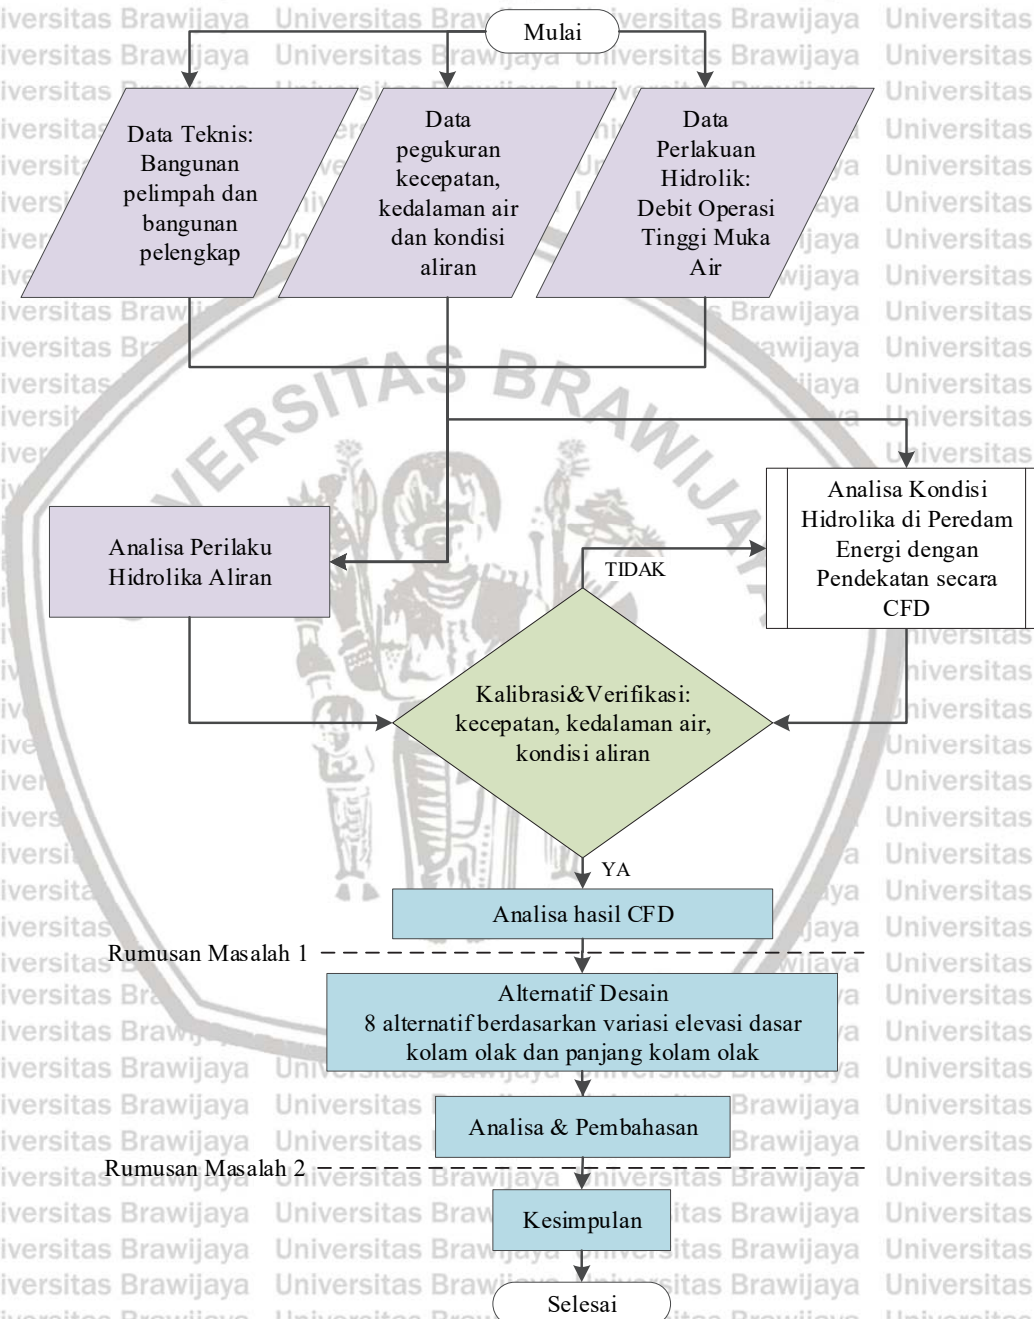 Mulai
Data Teknis:
Bangunan
pelimpah dan
bangunan
pelengkap
Data
pegukuran
kecepatan,
kedalaman air
dan kondisi
aliran
Data
Perlakuan
Hidrolik:
Debit Operasi
Tinggi Muka
Air
Analisa Perilaku
Hidrolika Aliran
Analisa Kondisi
Hidrolika di Peredam
Energi dengan
Pendekatan secara
CFD
TIDAK
Kalibrasi&Verifikasi:
kecepatan, kedalaman air,
kondisi aliran
YA
Analisa hasil CFD
Rumusan Masalah 1
Alternatif Desain
8 alternatif berdasarkan variasi elevasi dasar
kolam olak dan panjang kolam olak
Analisa & Pembahasan
Rumusan Masalah 2
Kesimpulan
Selesai